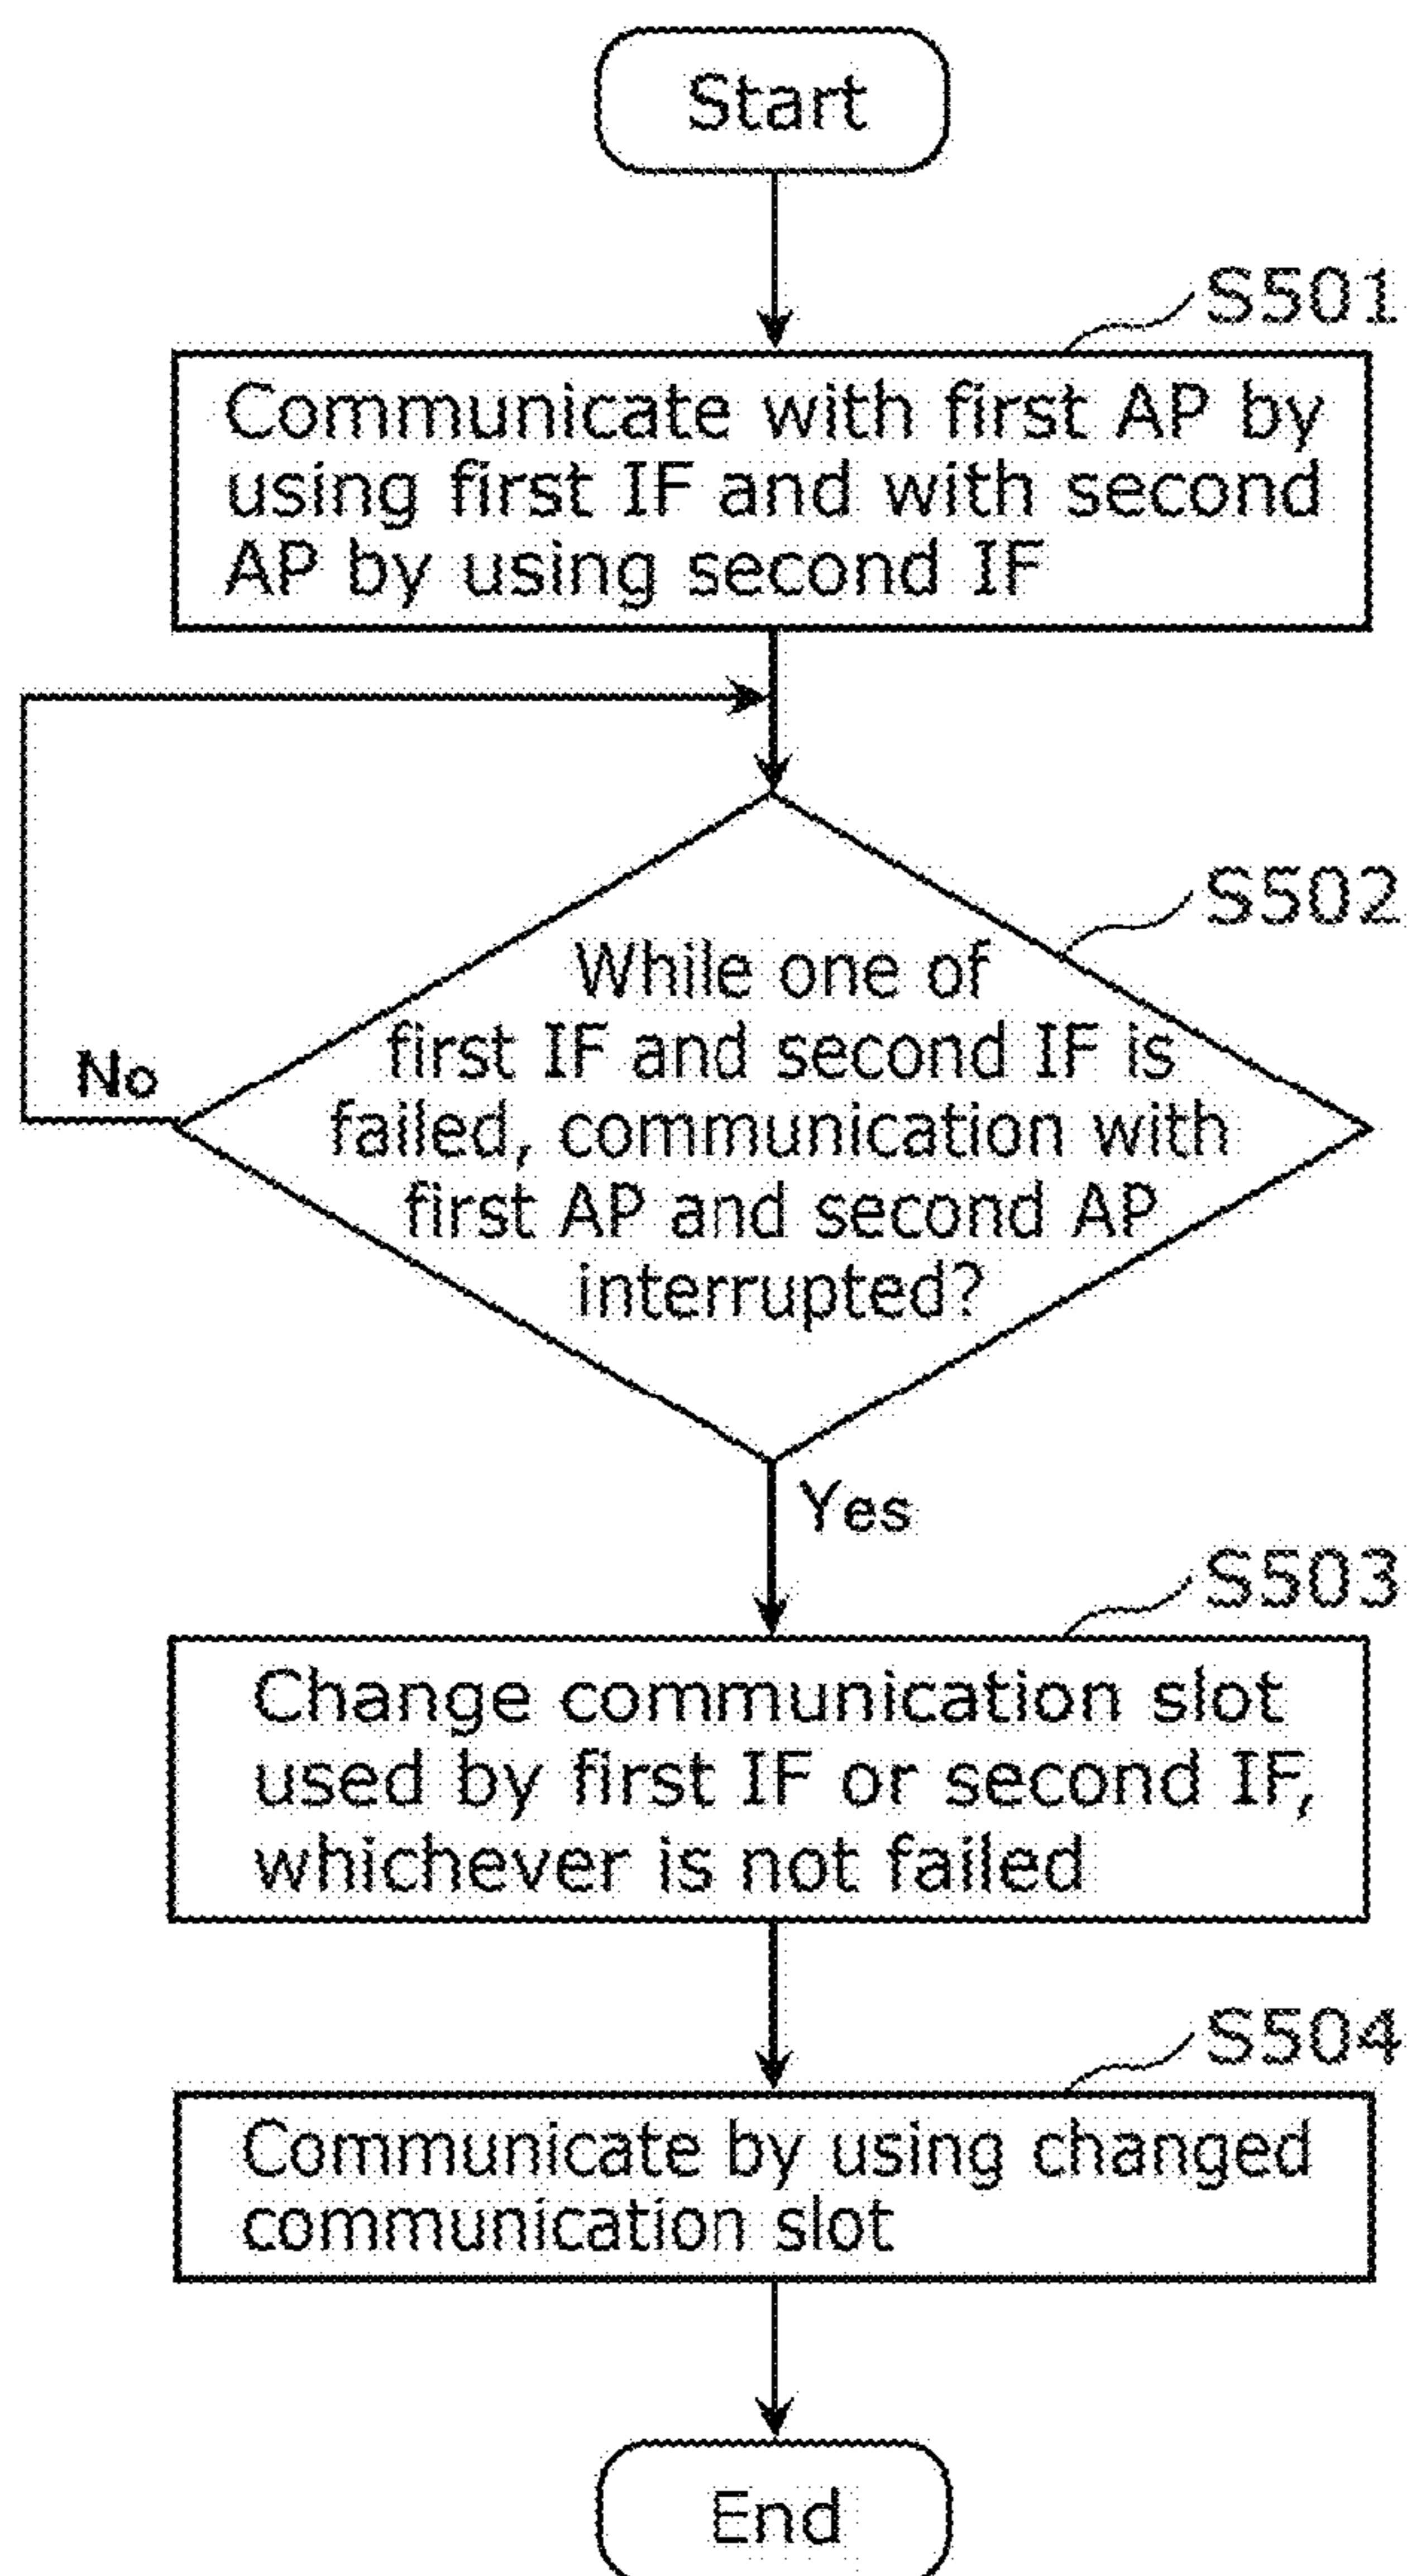 Start
S501
Communicate with first AP by
using first IF and with second
AP by using second IF
S502
While one of
first IF and second IF is
failed, communication with
first AP and second AP
interrupted?
No
Yes
S503
Change communication slot
used by first IF or second IF,
whichever is not failed
S504
Communicate by using changed
communication slot
End